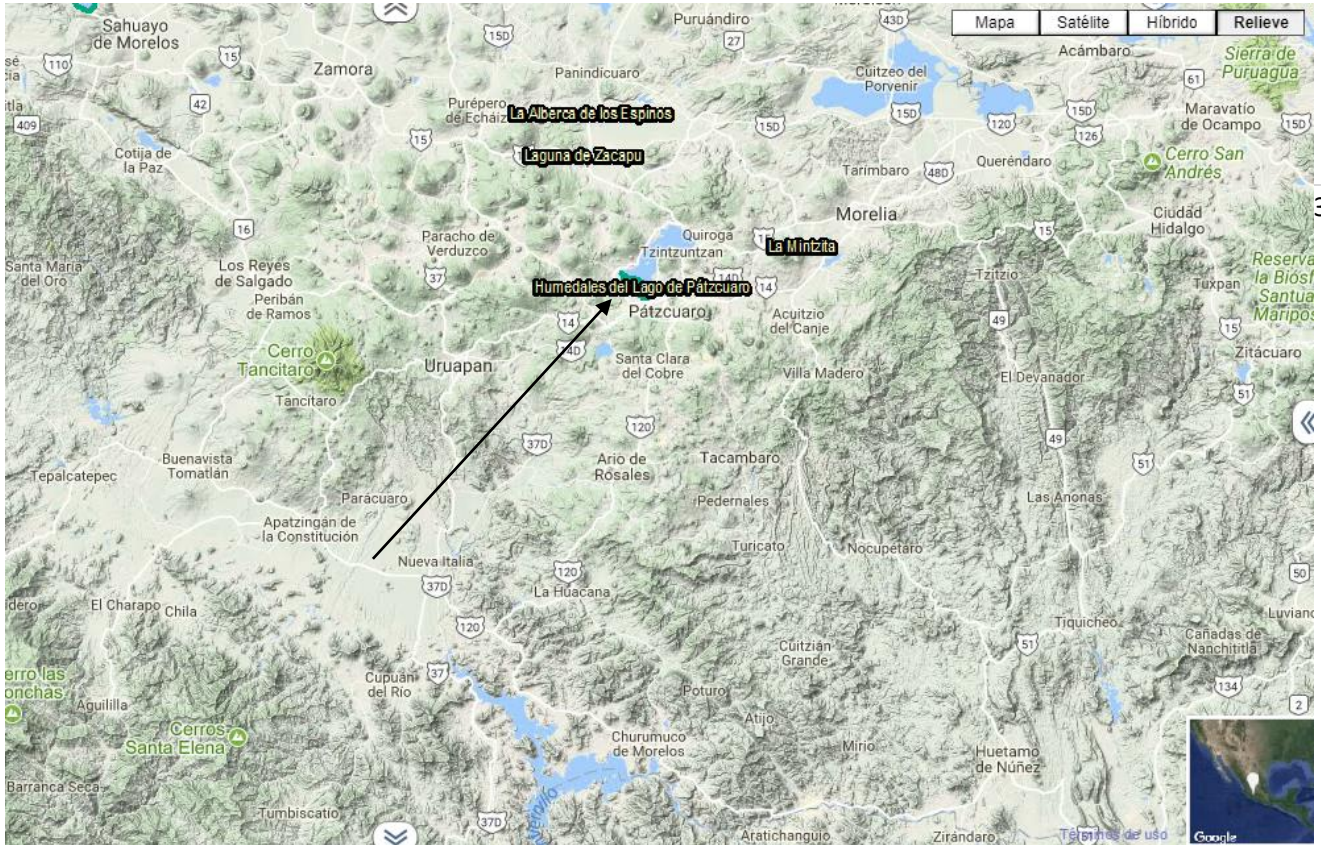 Mapa
Satélite
Híbrido
Relieve
Sahuayo
de Morelos
Zamora
Puruándiro
Panindicuaro
Purépero
de Echáiz
La Alberca de los Espinos
Laguna de Zacapu
Cuitzeo del
Porvenir
Acámbaro
Sierra de
Puruagua
Maravatío
de Ocampo
Cotija de
la Paz
Tarímbaro
Queréndaro
Cerro San
Andrés
Morelia
Ciudad
Hidalgo
Paracho de
Verduzco
Quiroga
Tzintzuntzan
La Mintzita
Santa María
del Oro
Los Reyes
de Salgado
Peribán
de Ramos
Humedales del Lago de Pátzcuaro
Pátzcuaro
Acuitzio
del Canje
Tzitzio
Reserva
la Biós
Santua
Maripos
Tuxpan
Zitácuaro
Cerro
Tancitaro
Tancítaro
Uruapan
Santa Clara
del Cobre
Villa Madero
El Devanador
Tepalcatepec
Buenavista
Tomatlán
Parácuaro
Ario de
Rosales
Tacambaro
Pedernales
Las Anonas
Apatzingán de
la Constitución
Nueva Italia
Turicato
Nocupétaro
La Huacana
El Charapo
Chila
Tiquicheo
Luviano
Cañadas de
Nanchititla
Cuitzián
Grande
Cupuán
del Río
Poturo
Aguililla
Cerros
Santa Elena
Atijo
Churumuco
de Morelos
Mirio
Huetamo
de Núñez
Barranca Seca
Tumbiscatio
Aratichanguio
Zirándaro
Términos de uso
Google
110
15
15D
27
43D
61
42
409
15
15D
15D
120
126
15D
15D
48D
16
37
15
14D
14
15
49
14
14D
15
51
120
37D
49
51
120
37D
120
50
51
37
134
2
37D
51